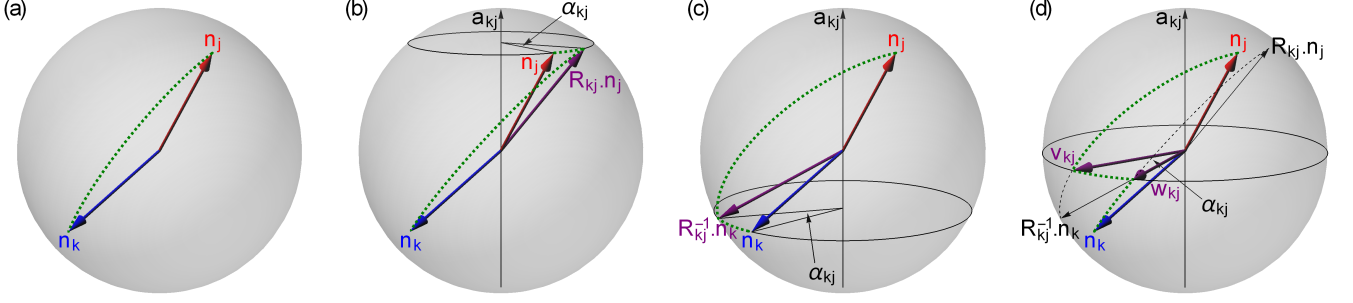 (a)
n_j
n_k
(b)
a_kj
α_kj
n_j
R_kj.n_j
n_k
(c)
a_kj
n_j
R_kj^-1.n_k
n_k
α_kj
(d)
a_kj
n_j
R_kj.n_j
v_kj
w_kj
α_kj
R_kj^-1.n_k
n_k